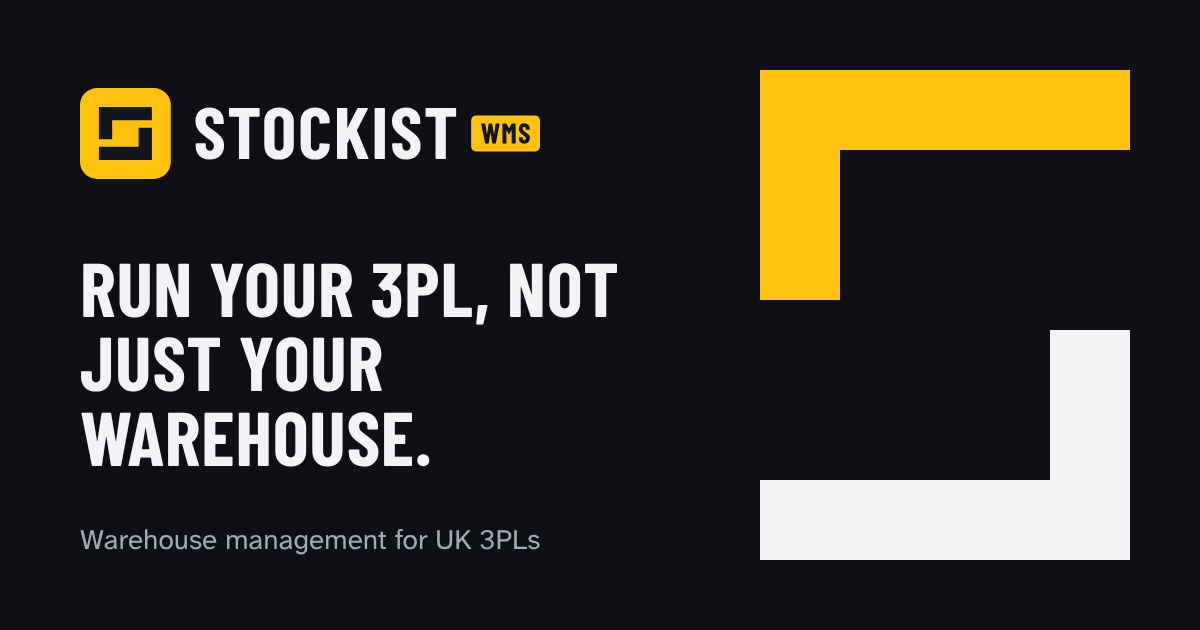 STOCKIST WMS
RUN YOUR 3PL, NOT
JUST YOUR
WAREHOUSE.
Warehouse management for UK 3PLs